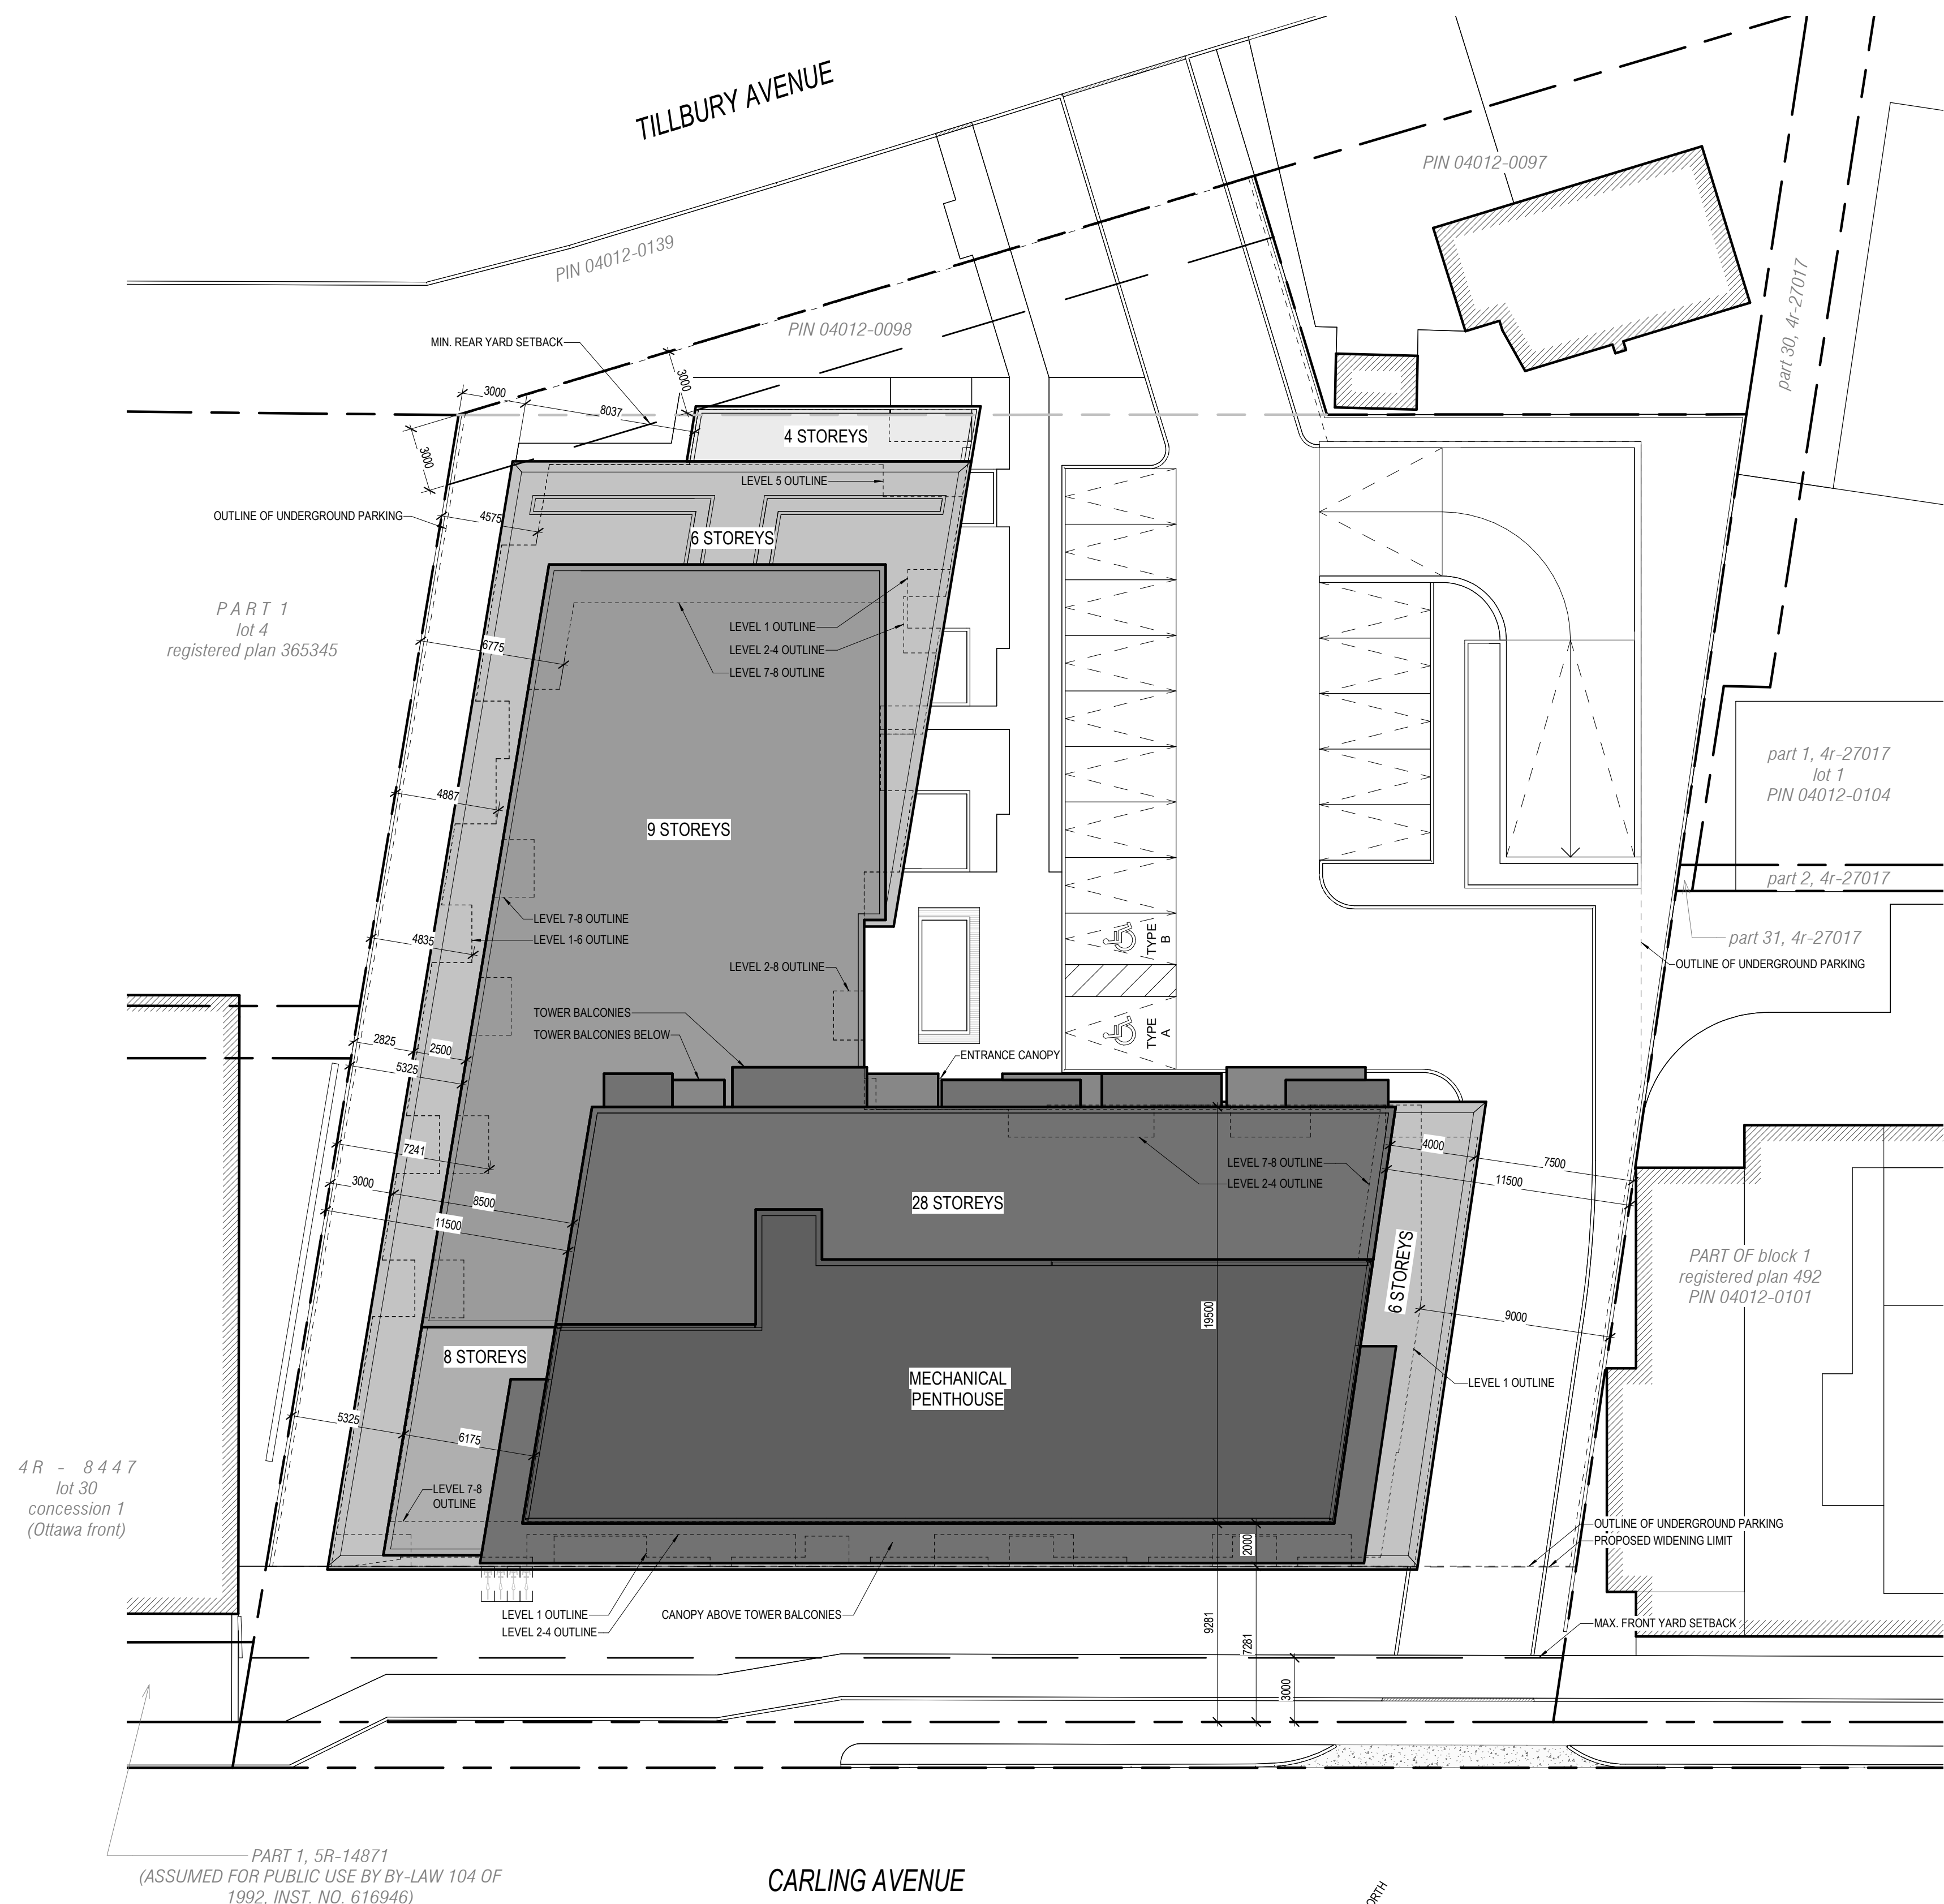 TILLBURY AVENUE
PIN 04012-0097
PIN 04012-0139
part 30, 4r-27017
PIN 04012-0098
MIN. REAR YARD SETBACK
3000
3000
8037
3000
4 STOREYS
LEVEL 5 OUTLINE
OUTLINE OF UNDERGROUND PARKING
4575
6 STOREYS
PART 1
lot 4
registered plan 365345
LEVEL 1 OUTLINE
LEVEL 2-4 OUTLINE
LEVEL 7-8 OUTLINE
6775
part 1, 4r-27017
lot 1
PIN 04012-0104
4887
9 STOREYS
part 2, 4r-27017
LEVEL 7-8 OUTLINE
LEVEL 1-6 OUTLINE
4835
TYPE
B
part 31, 4r-27017
OUTLINE OF UNDERGROUND PARKING
LEVEL 2-8 OUTLINE
TOWER BALCONIES
TOWER BALCONIES BELOW
TYPE
A
2825
2500
5325
ENTRANCE CANOPY
7241
3000
8500
11500
4000
7500
11500
LEVEL 7-8 OUTLINE
LEVEL 2-4 OUTLINE
28 STOREYS
6 STOREYS
PART OF block 1
registered plan 492
PIN 04012-0101
19500
9000
8 STOREYS
MECHANICAL
PENTHOUSE
LEVEL 1 OUTLINE
5325
6175
4R - 8447
lot 30
concession 1
(Ottawa front)
LEVEL 7-8
OUTLINE
OUTLINE OF UNDERGROUND PARKING
PROPOSED WIDENING LIMIT
2000
LEVEL 1 OUTLINE
LEVEL 2-4 OUTLINE
CANOPY ABOVE TOWER BALCONIES
9281
7281
MAX. FRONT YARD SETBACK
3000
PART 1, 5R-14871
(ASSUMED FOR PUBLIC USE BY BY-LAW 104 OF
1992, INST. NO. 616946)
CARLING AVENUE